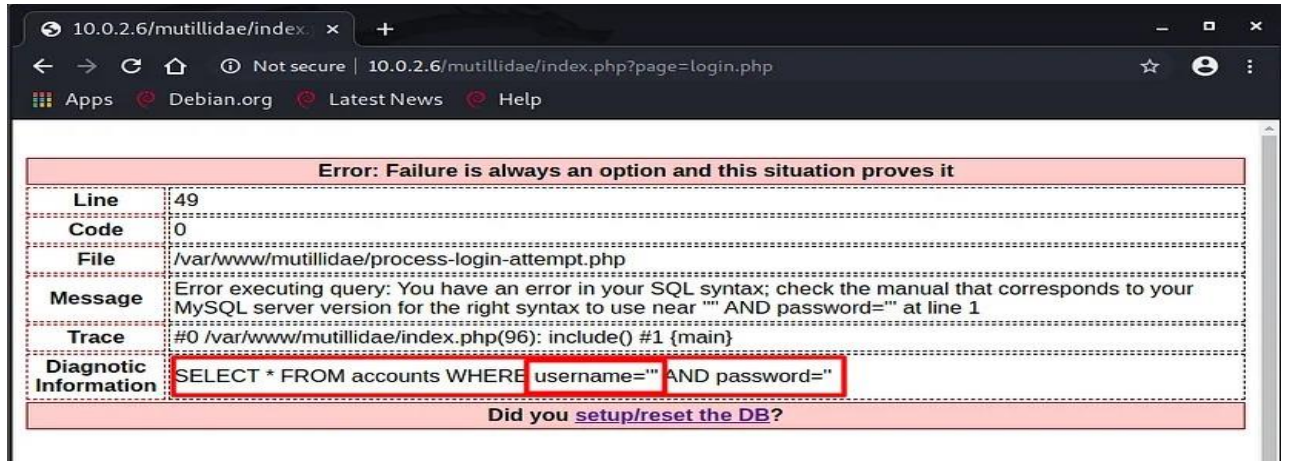 10.0.2.6/mutillidae/index.
Not secure | 10.0.2.6/mutillidae/index.php?page=login.php
Apps Debian.org Latest News Help
Error: Failure is always an option and this situation proves it
Line 49
Code 0
File /var/www/mutillidae/process-login-attempt.php
Message Error executing query: You have an error in your SQL syntax; check the manual that corresponds to your
MySQL server version for the right syntax to use near ''''' AND password=''' at line 1
Trace #0 /var/www/mutillidae/index.php(96): include() #1 {main}
Diagnostic
Information SELECT * FROM accounts WHERE username=''' AND password=''
Did you setup/reset the DB?